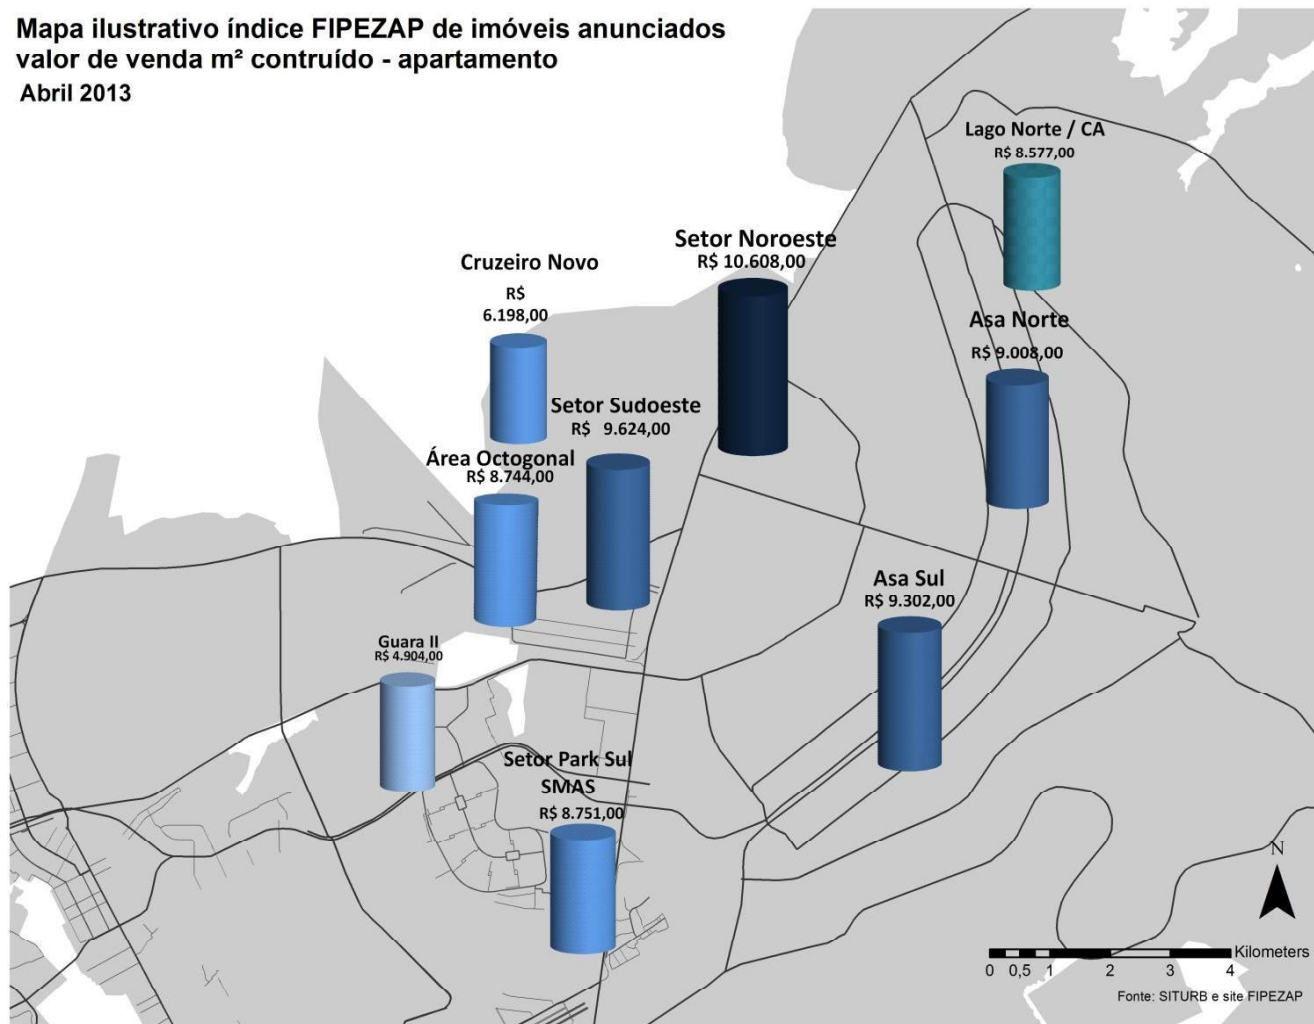 Mapa ilustrativo índice FIPEZAP de imóveis anunciados
valor de venda m² contruído - apartamento
Abril 2013
Lago Norte / CA
R$ 8.577,00
Setor Noroeste
R$ 10.608,00
Cruzeiro Novo
R$
6.198,00
Asa Norte
R$ 9.008,00
Setor Sudoeste
R$ 9.624,00
Área Octogonal
R$ 8.744,00
Asa Sul
R$ 9.302,00
Guara II
R$ 4.904,00
Setor Park Sul
SMAS
R$ 8.751,00
N
Kilometers
0 0,5 1 2 3 4
Fonte: SITURB e site FIPEZAP